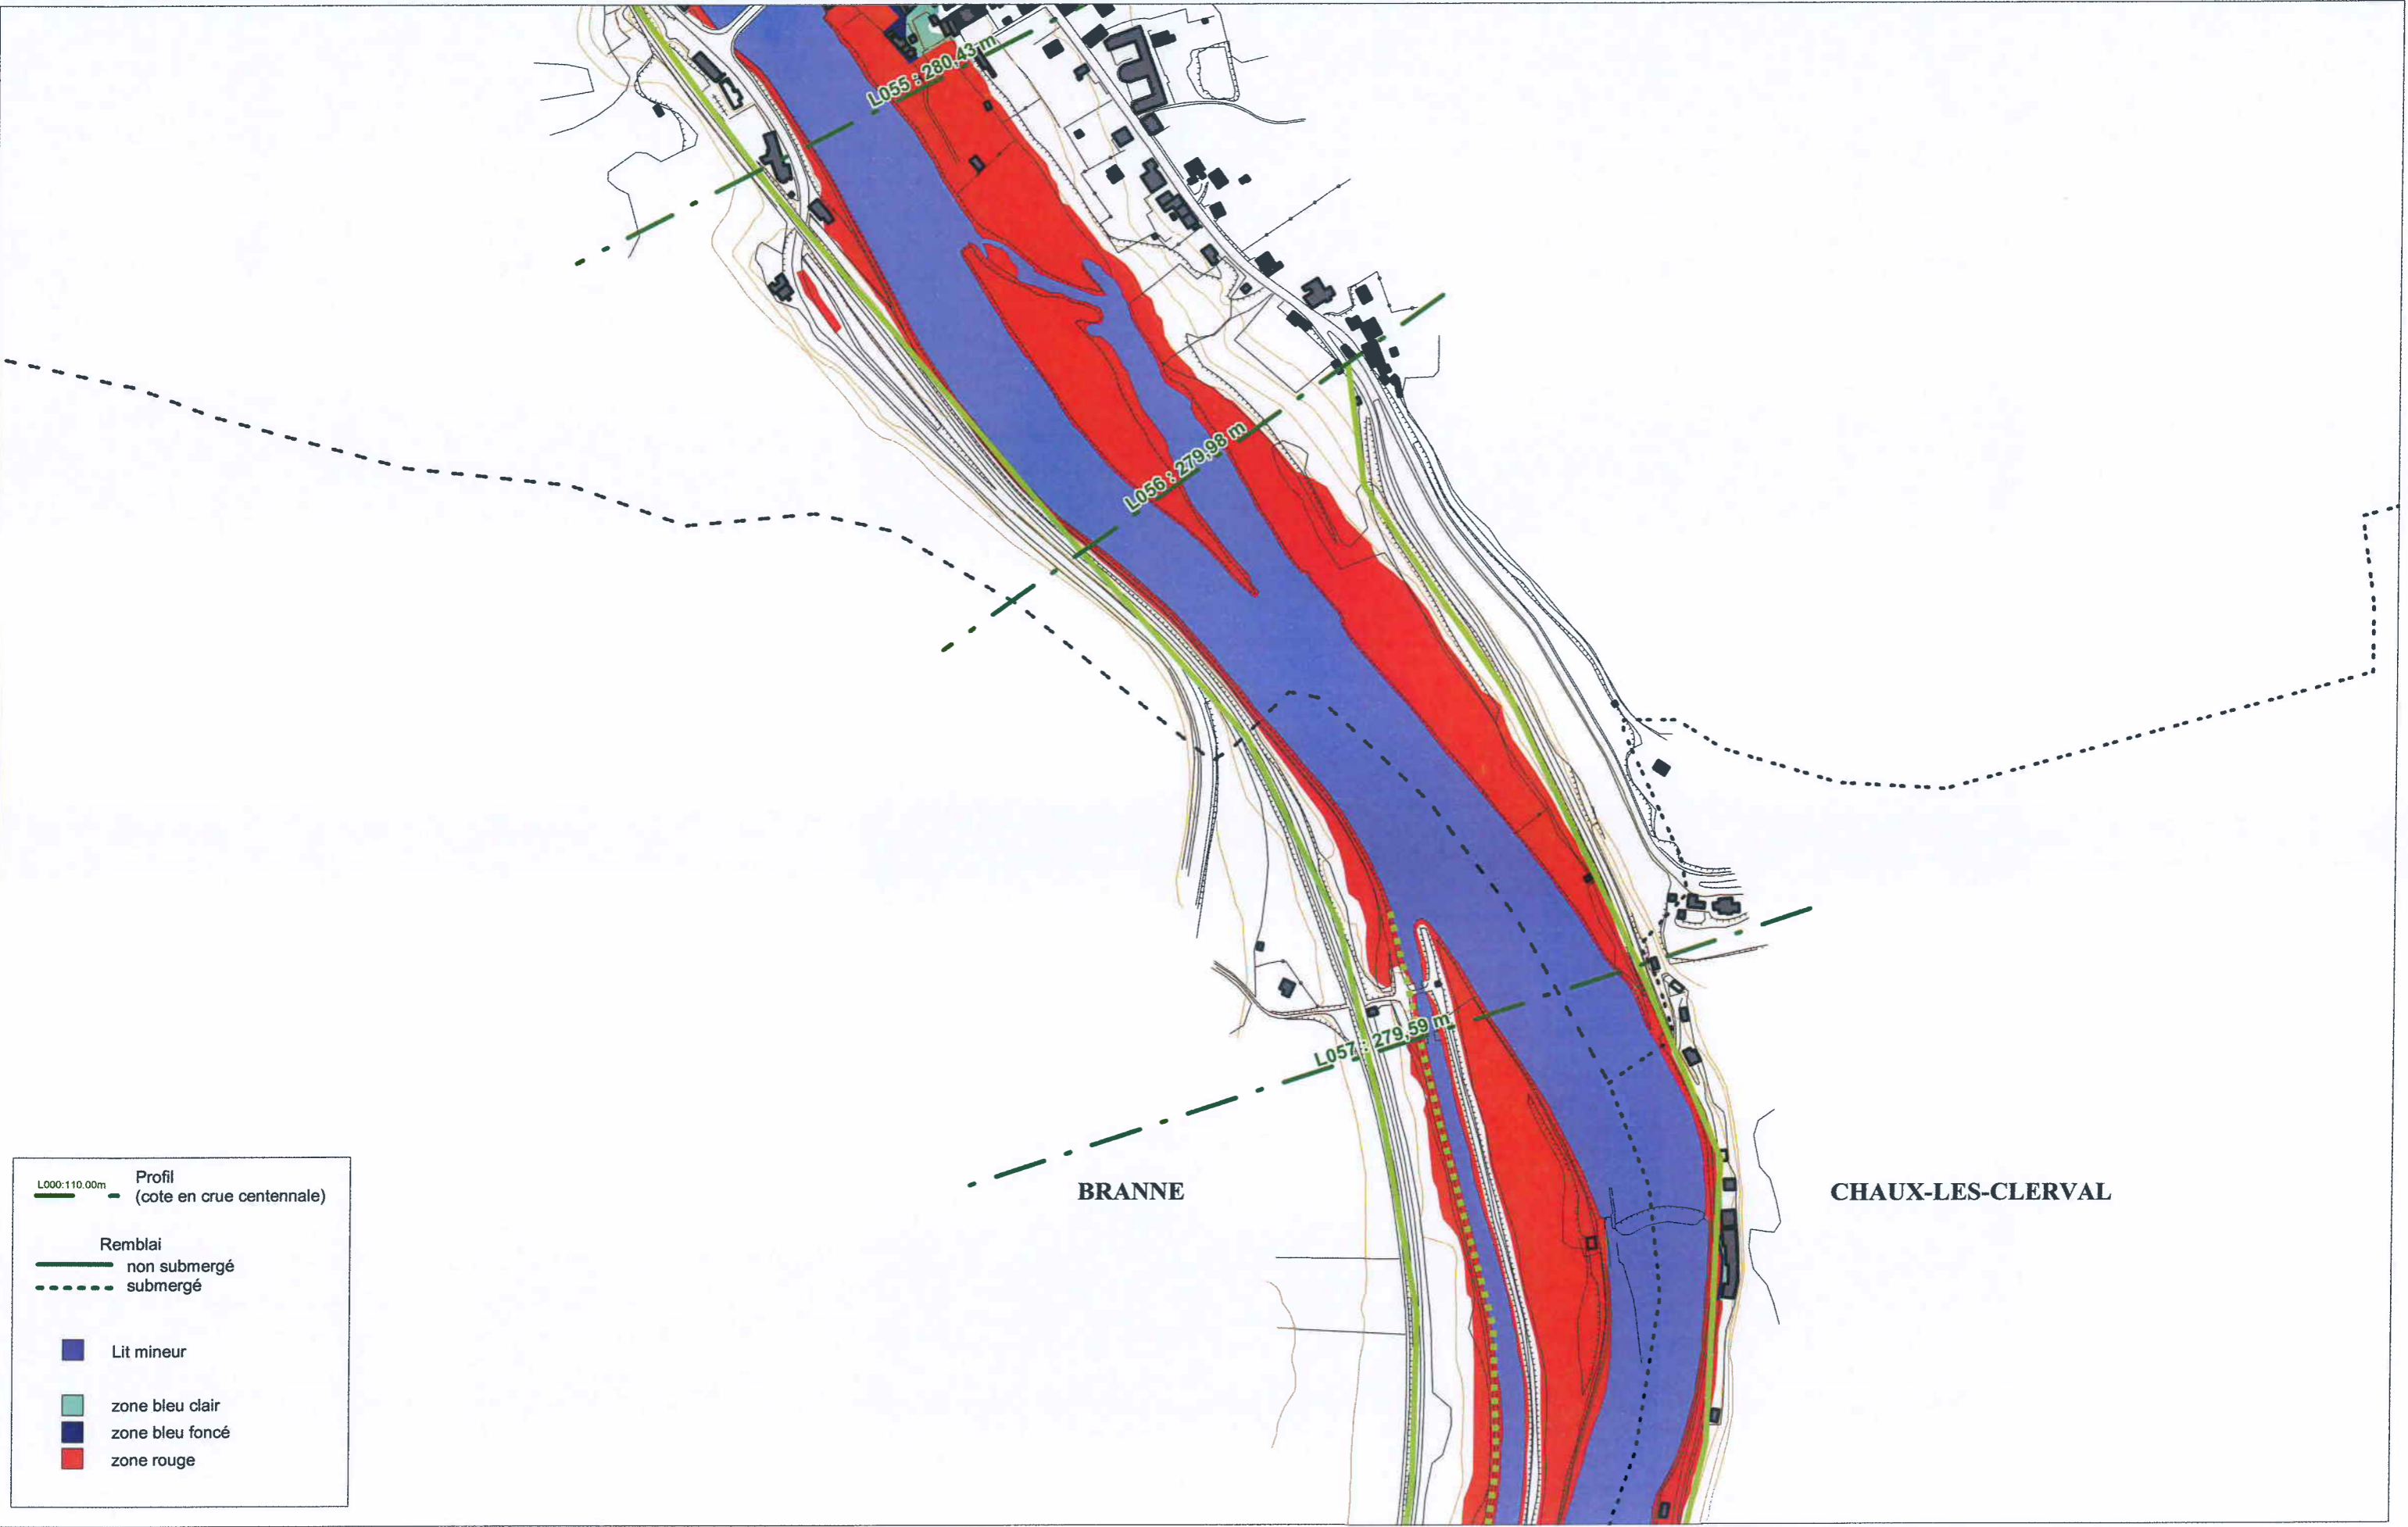 L055 : 280,43 m
L056 : 279,98 m
L057 : 279,59 m
BRANNE
CHAUX-LES-CLERVAL
L000:110.00m
Profil
(cote en crue centennale)
Remblai
non submergé
submergé
Lit mineur
zone bleu clair
zone bleu foncé
zone rouge